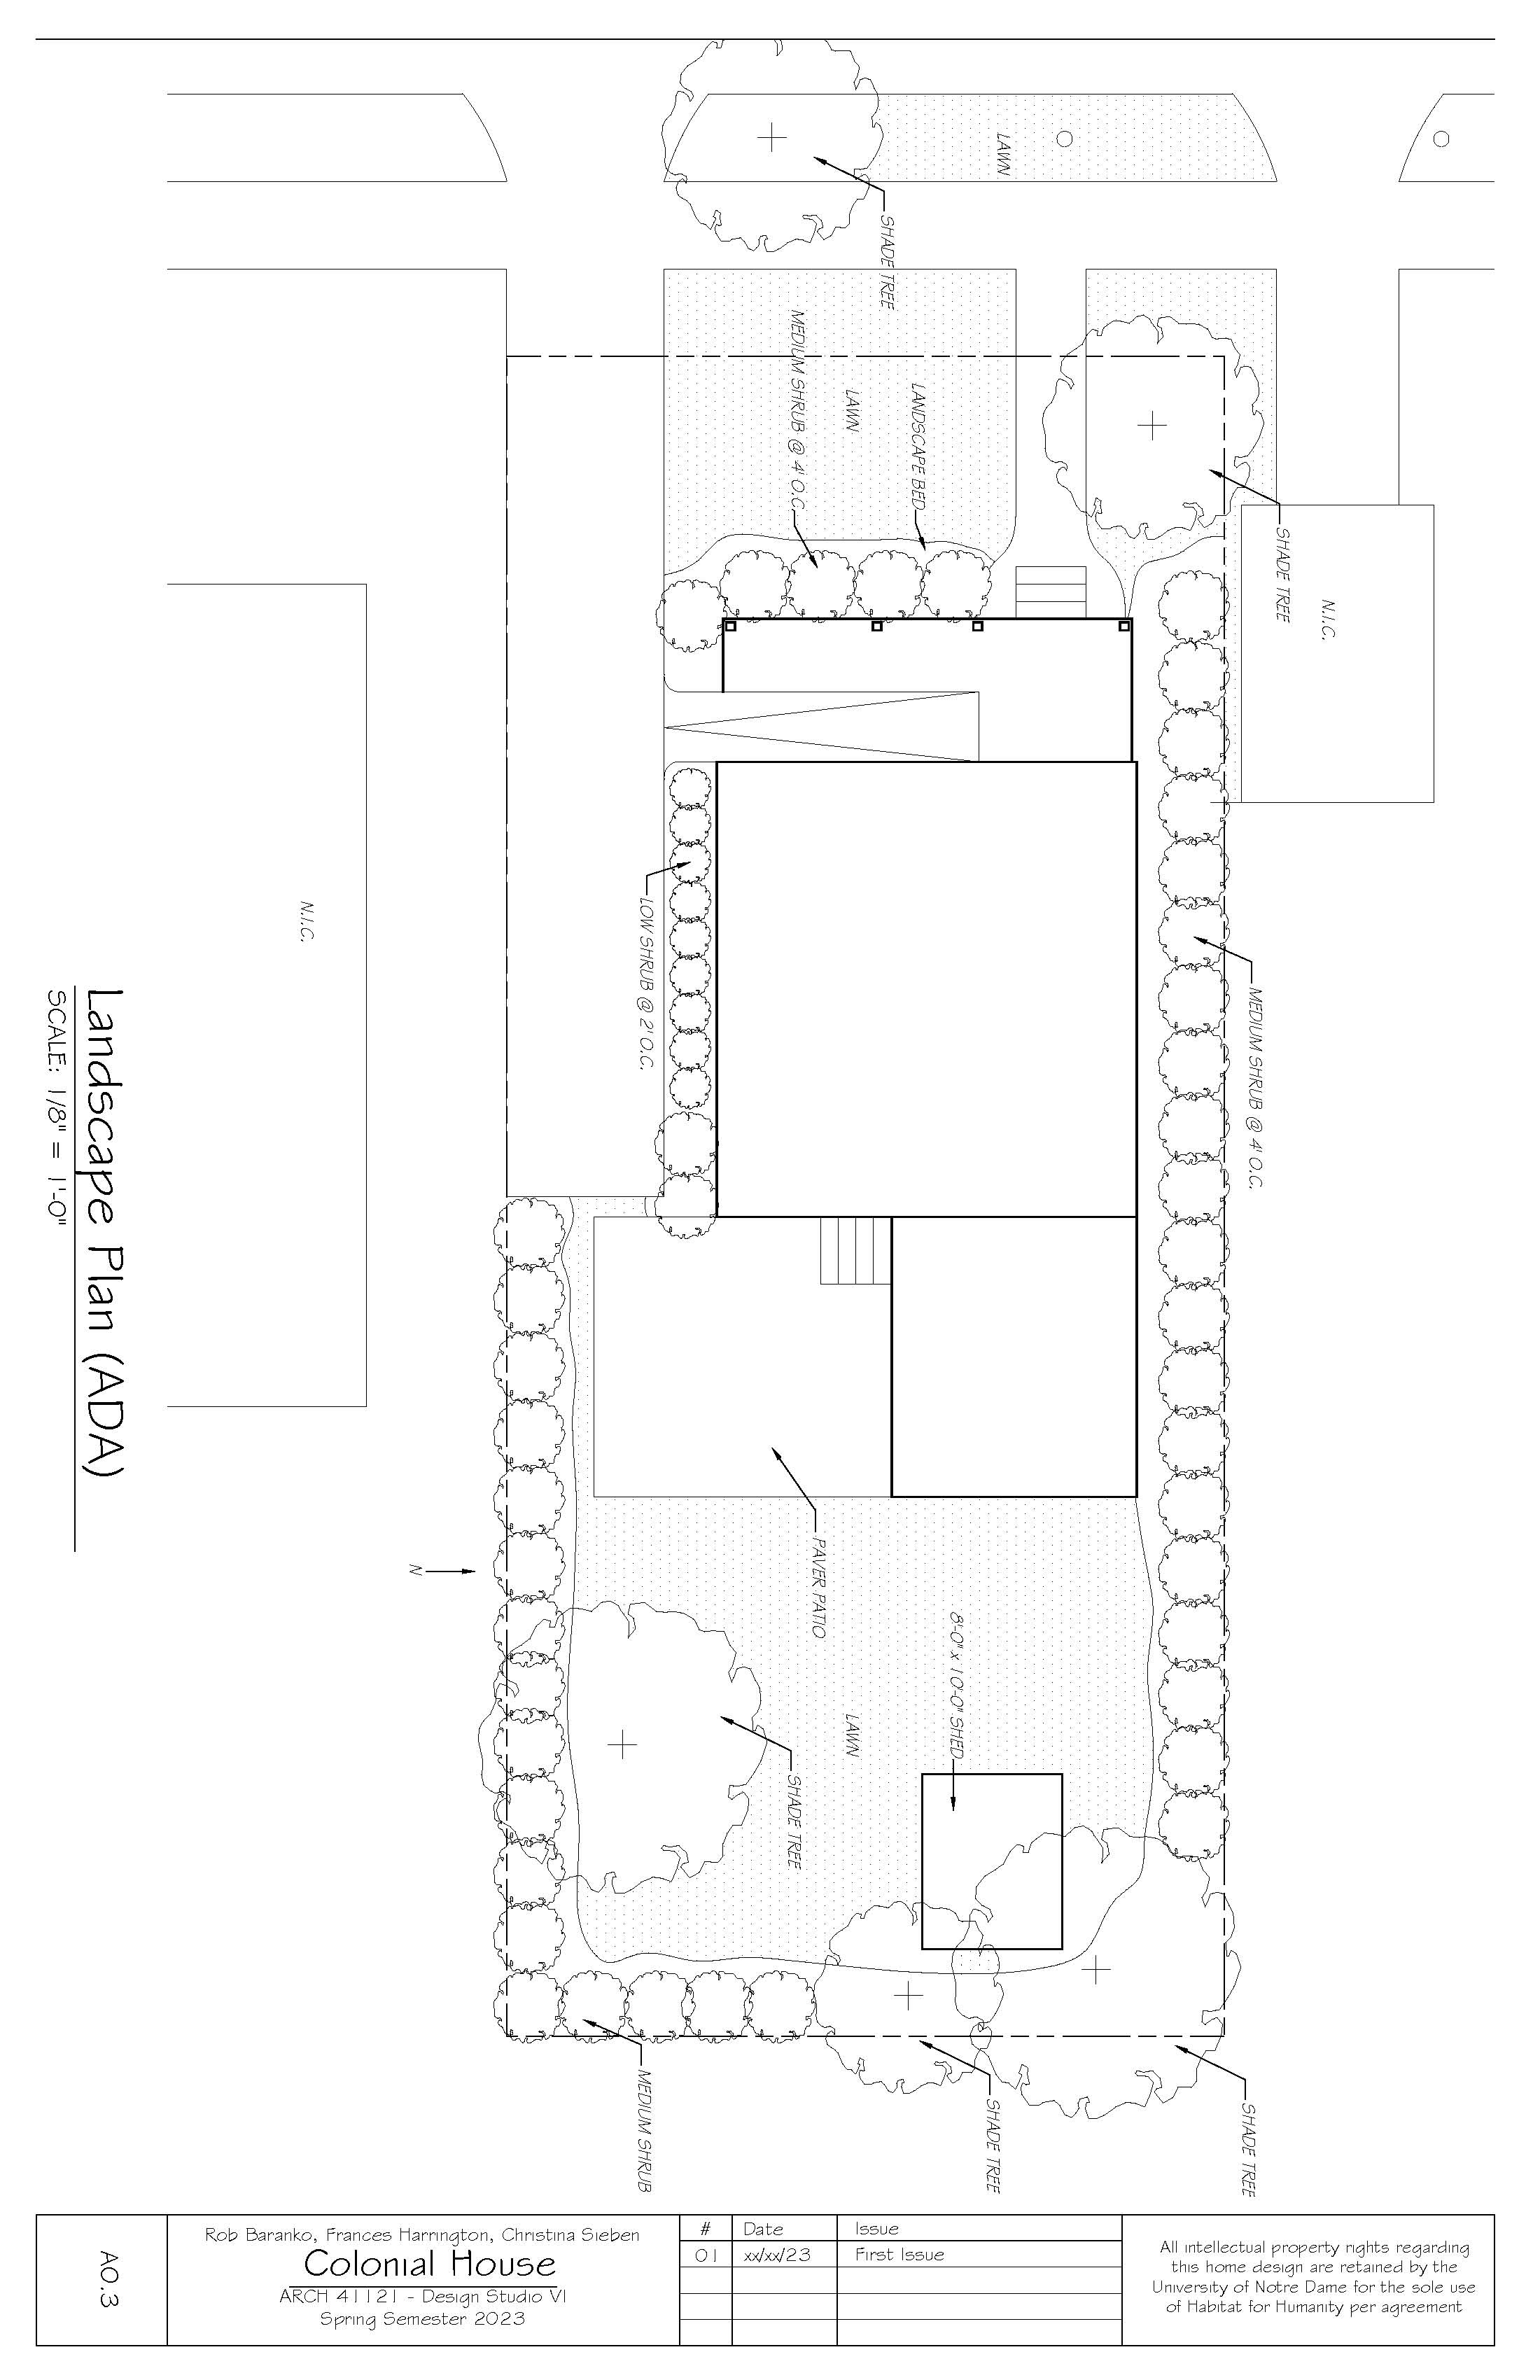 N.I.C.
SHADE TREE
MEDIUM SHRUB @ 4' O.C.
SHADE TREE
LAWN
SHADE TREE
8'-0" x 10'-0" SHED
LANDSCAPE BED
SHADE TREE
LAWN
LAWN
PAVER PATIO
MEDIUM SHRUB @ 4' O.C.
SHADE TREE
LOW SHRUB @ 2' O.C.
MEDIUM SHRUB
N
N.I.C.
Landscape Plan (ADA)
SCALE: 1/8" = 1'-0"
All intellectual property rights regarding
this home design are retained by the
University of Notre Dame for the sole use
of Habitat for Humanity per agreement
# Date Issue
01 xx/xx/23 First Issue
Rob Baranko, Frances Harrington, Christina Sieben
Colonial House
ARCH 41121 - Design Studio VI
Spring Semester 2023
A0.3